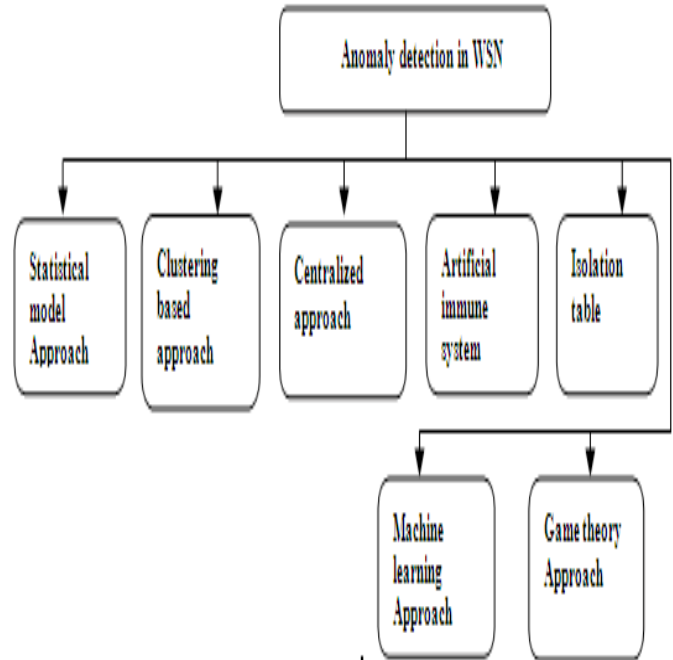 Anomaly detection in WSN
Statistical
model
Approach
Clustering
based
approach
Centralized
approach
Artificial
immune
system
Isolation
table
Machine
learning
Approach
Game theory
Approach